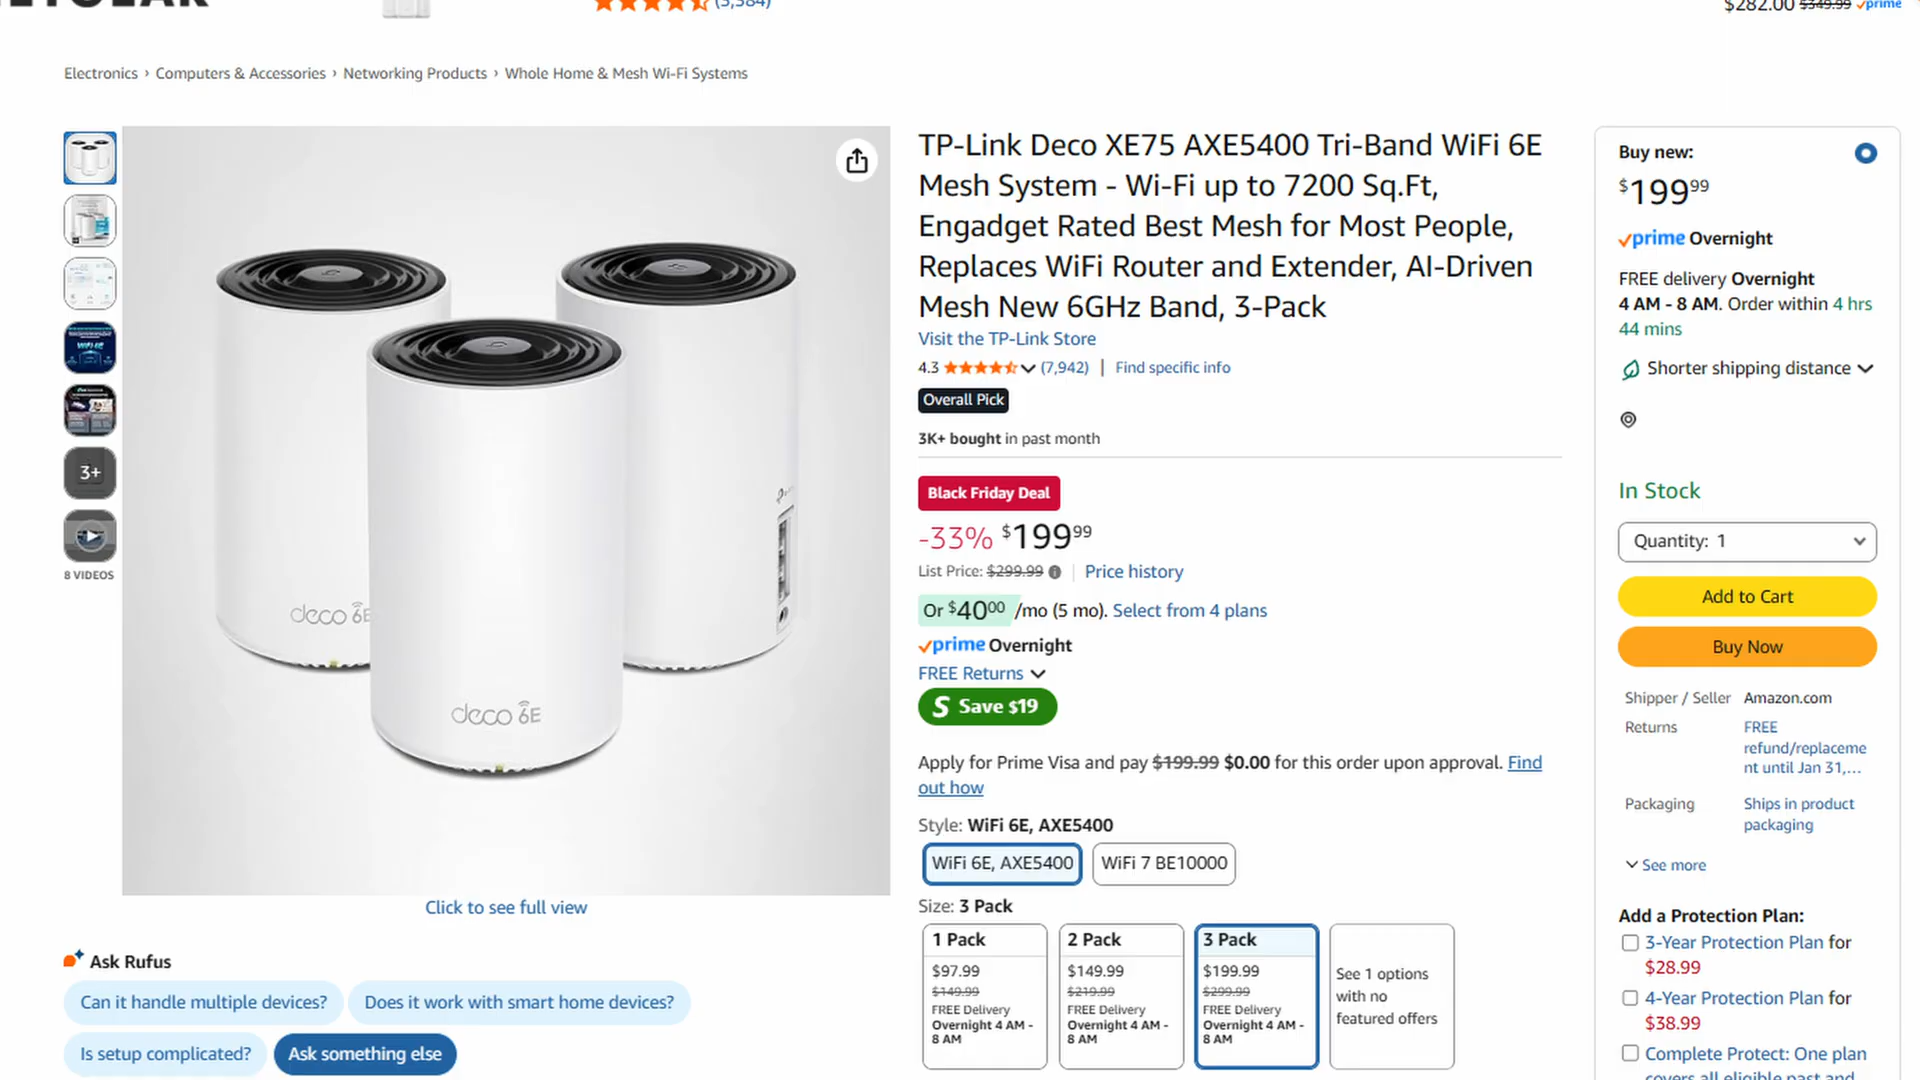 (3,384)
$282.00 $349.99 prime
Electronics › Computers & Accessories › Networking Products › Whole Home & Mesh Wi-Fi Systems
3+
8 VIDEOS
deco 6E
deco 6E
Click to see full view
Ask Rufus
Can it handle multiple devices?
Does it work with smart home devices?
Is setup complicated?
Ask something else
TP-Link Deco XE75 AXE5400 Tri-Band WiFi 6E
Mesh System - Wi-Fi up to 7200 Sq.Ft,
Engadget Rated Best Mesh for Most People,
Replaces WiFi Router and Extender, AI-Driven
Mesh New 6GHz Band, 3-Pack
Visit the TP-Link Store
4.3 (7,942) | Find specific info
Overall Pick
3K+ bought in past month
Black Friday Deal
-33% $199.99
List Price: $299.99 | Price history
Or $40.00 /mo (5 mo). Select from 4 plans
prime Overnight
FREE Returns
S Save $19
Apply for Prime Visa and pay $199.99 $0.00 for this order upon approval. Find
out how
Style: WiFi 6E, AXE5400
WiFi 6E, AXE5400
WiFi 7 BE10000
Size: 3 Pack
1 Pack
$97.99
$149.99
FREE Delivery
Overnight 4 AM -
8 AM
2 Pack
$149.99
$219.99
FREE Delivery
Overnight 4 AM -
8 AM
3 Pack
$199.99
$299.99
FREE Delivery
Overnight 4 AM -
8 AM
See 1 options
with no
featured offers
Buy new:
$199.99
prime Overnight
FREE delivery Overnight
4 AM - 8 AM. Order within 4 hrs
44 mins
Shorter shipping distance
In Stock
Quantity: 1
Add to Cart
Buy Now
Shipper / Seller Amazon.com
Returns FREE
refund/replaceme
nt until Jan 31,...
Packaging Ships in product
packaging
See more
Add a Protection Plan:
3-Year Protection Plan for
$28.99
4-Year Protection Plan for
$38.99
Complete Protect: One plan
covers all eligible past and